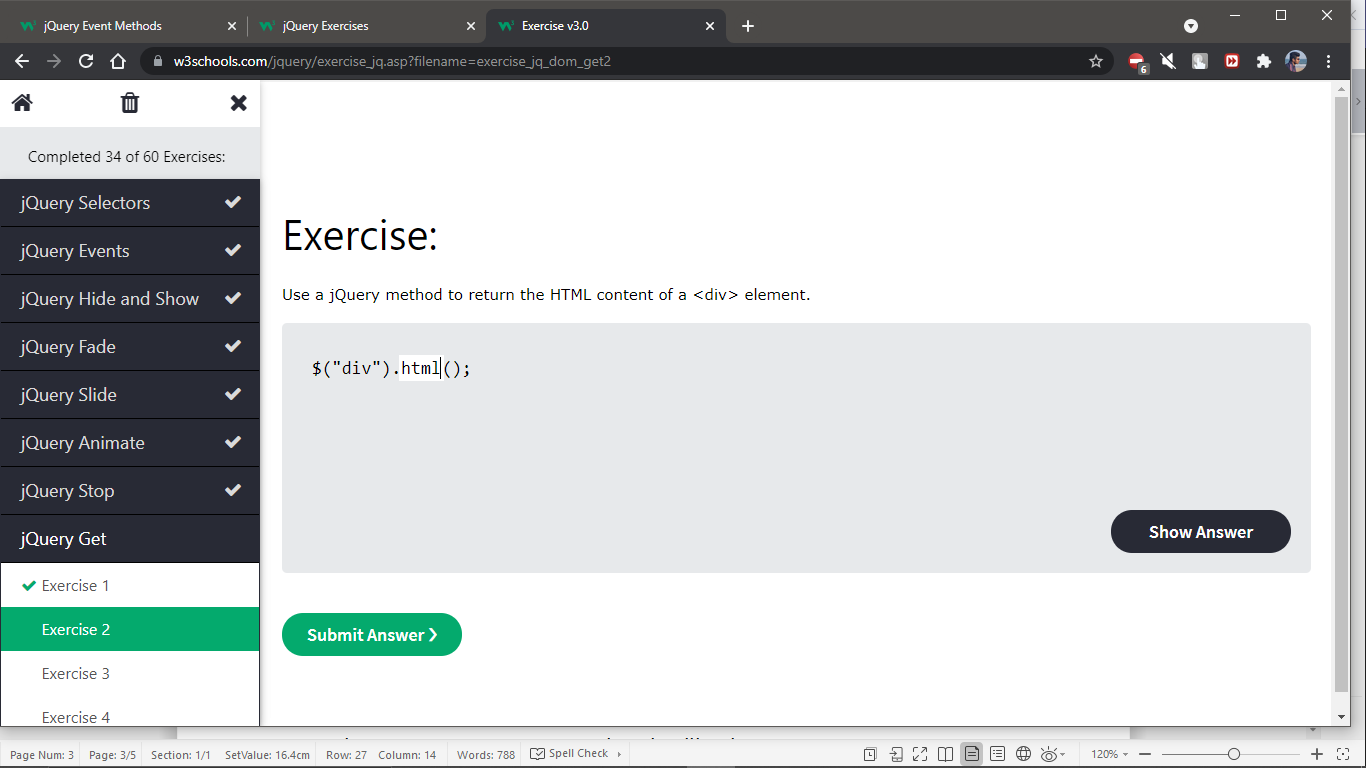 jQuery Event Methods
jQuery Exercises
Exercise v3.0
w3schools.com/jquery/exercise_jq.asp?filename=exercise_jq_dom_get2
6
Completed 34 of 60 Exercises:
jQuery Selectors
jQuery Events
jQuery Hide and Show
jQuery Fade
jQuery Slide
jQuery Animate
jQuery Stop
jQuery Get
Exercise 1
Exercise 2
Exercise 3
Exercise 4
Exercise:
Use a jQuery method to return the HTML content of a <div> element.
$("div").html();
Show Answer
Submit Answer ❯
Page Num: 3 Page: 3/5 Section: 1/1 SetValue: 16.4cm Row: 27 Column: 14 Words: 788 Spell Check 120%